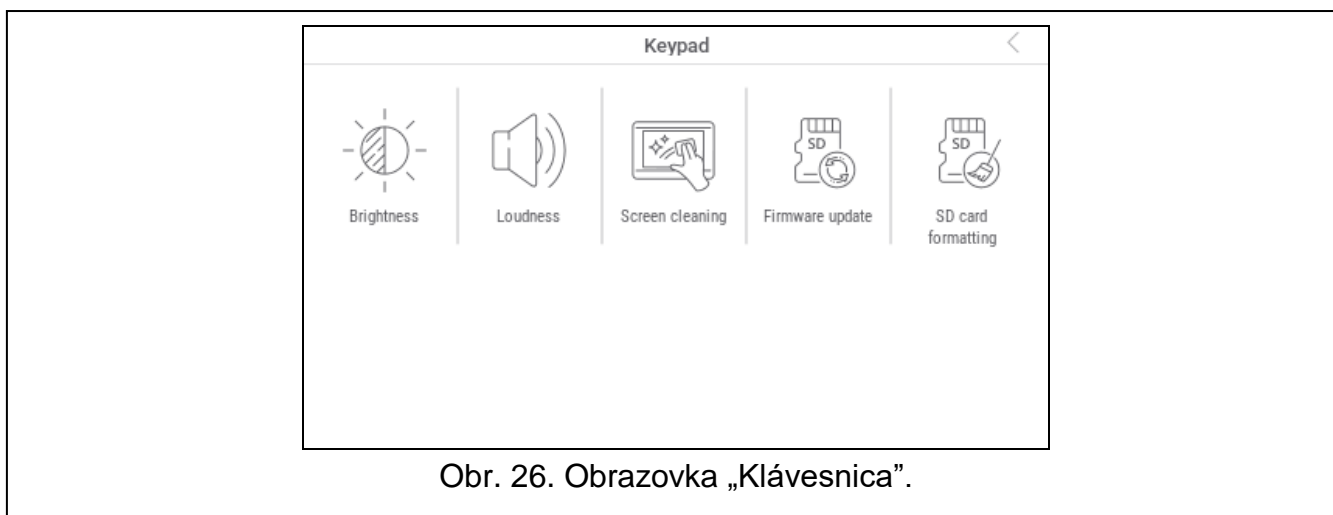 Keypad
Brightness
Loudness
Screen cleaning
SD
Firmware update
SD
SD card
formatting
Obr. 26. Obrazovka „Klávesnica”.